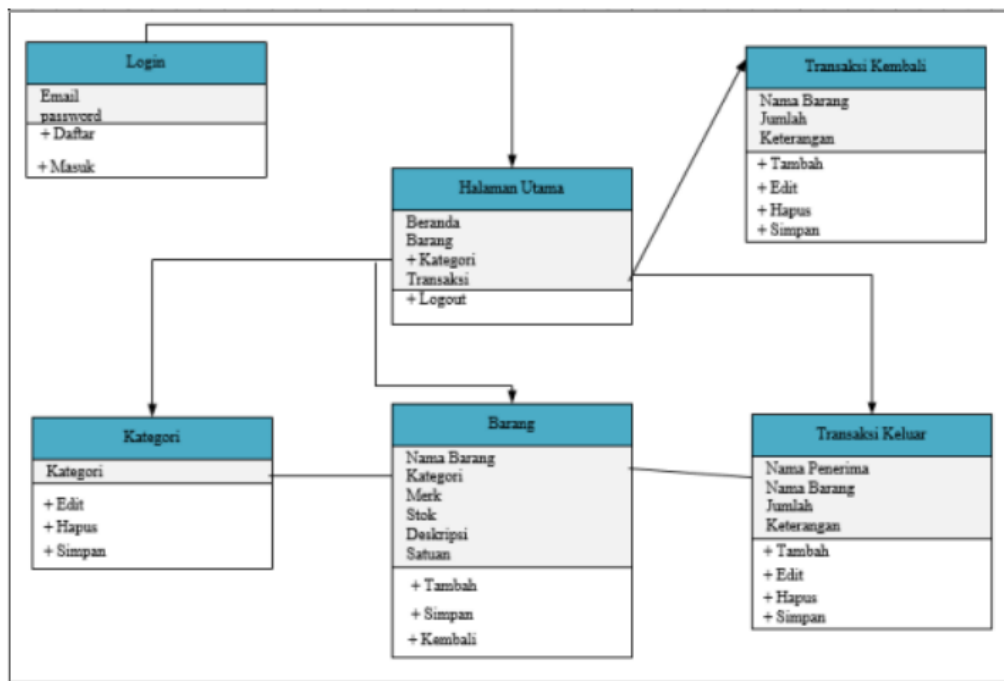 Login
Email
password
+ Daftar
+ Masuk
Transaksi Kembali
Nama Barang
Jumlah
Keterangan
+ Tambah
+ Edit
+ Hapus
+ Simpan
Halaman Utama
Beranda
Barang
+ Kategori
Transaksi
+ Logout
Kategori
Kategori
+ Edit
+ Hapus
+ Simpan
Barang
Nama Barang
Kategori
Merk
Stok
Deskripsi
Satuan
+ Tambah
+ Simpan
+ Kembali
Transaksi Keluar
Nama Penerima
Nama Barang
Jumlah
Keterangan
+ Tambah
+ Edit
+ Hapus
+ Simpan